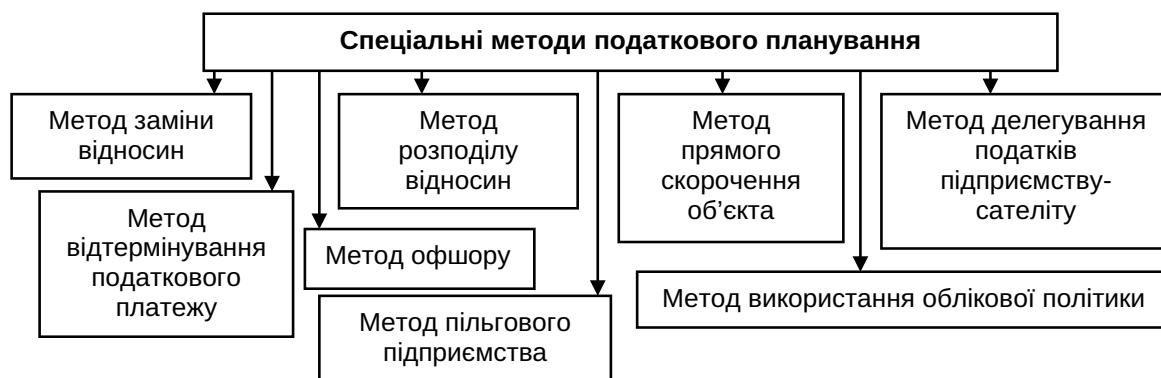 Спеціальні методи податкового планування
Метод заміни
відносин
Метод
розподілу
відносин
Метод
прямого
скорочення
об’єкта
Метод делегування
податків
підприємству-
сателіту
Метод
відтермінування
податкового
платежу
Метод офшору
Метод використання облікової політики
Метод пільгового
підприємства